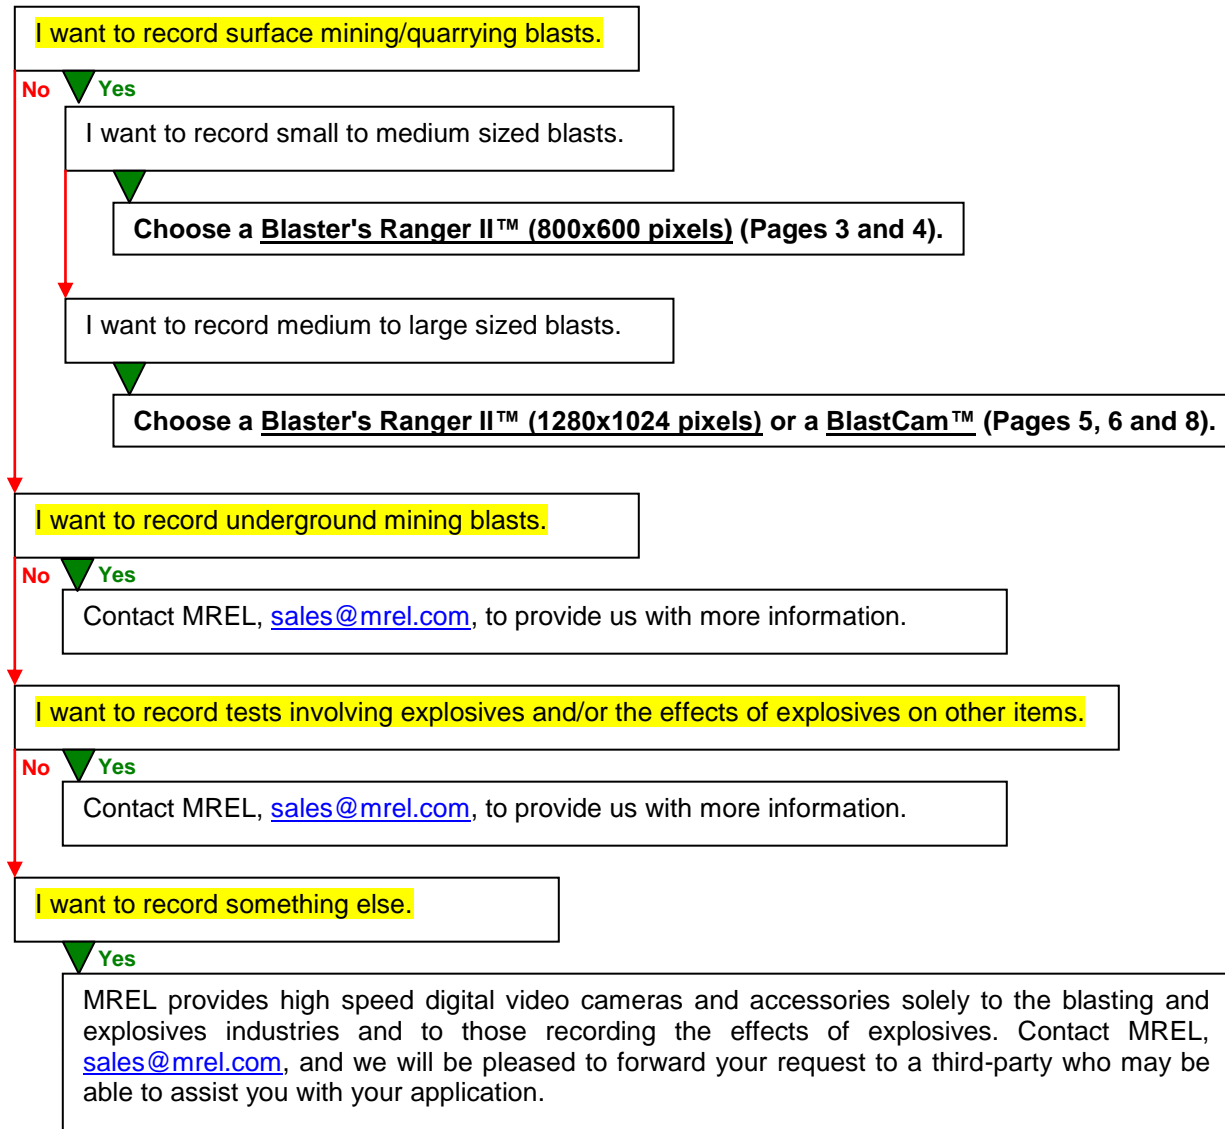 I want to record surface mining/quarrying blasts.
No Yes
I want to record small to medium sized blasts.
Choose a Blaster's Ranger II™ (800x600 pixels) (Pages 3 and 4).
I want to record medium to large sized blasts.
Choose a Blaster's Ranger II™ (1280x1024 pixels) or a BlastCam™ (Pages 5, 6 and 8).
I want to record underground mining blasts.
No Yes
Contact MREL, sales@mrel.com, to provide us with more information.
I want to record tests involving explosives and/or the effects of explosives on other items.
No Yes
Contact MREL, sales@mrel.com, to provide us with more information.
I want to record something else.
Yes
MREL provides high speed digital video cameras and accessories solely to the blasting and
explosives industries and to those recording the effects of explosives. Contact MREL,
sales@mrel.com, and we will be pleased to forward your request to a third-party who may be
able to assist you with your application.